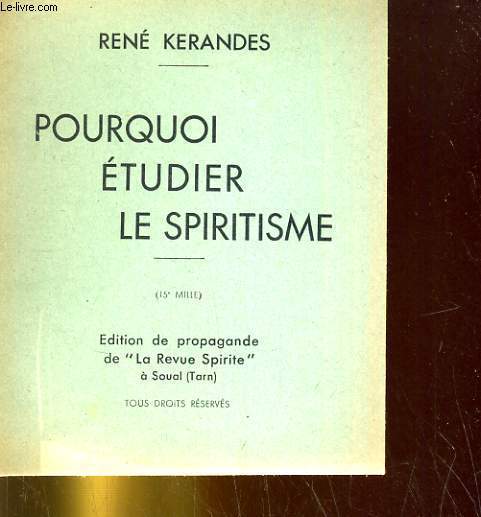 Le-livre.com
RENÉ KERANDES
POURQUOI
ÉTUDIER
LE SPIRITISME
(15e MILLE)
Edition de propagande
de "La Revue Spirite"
à Soual (Tarn)
TOUS DROITS RÉSERVÉS